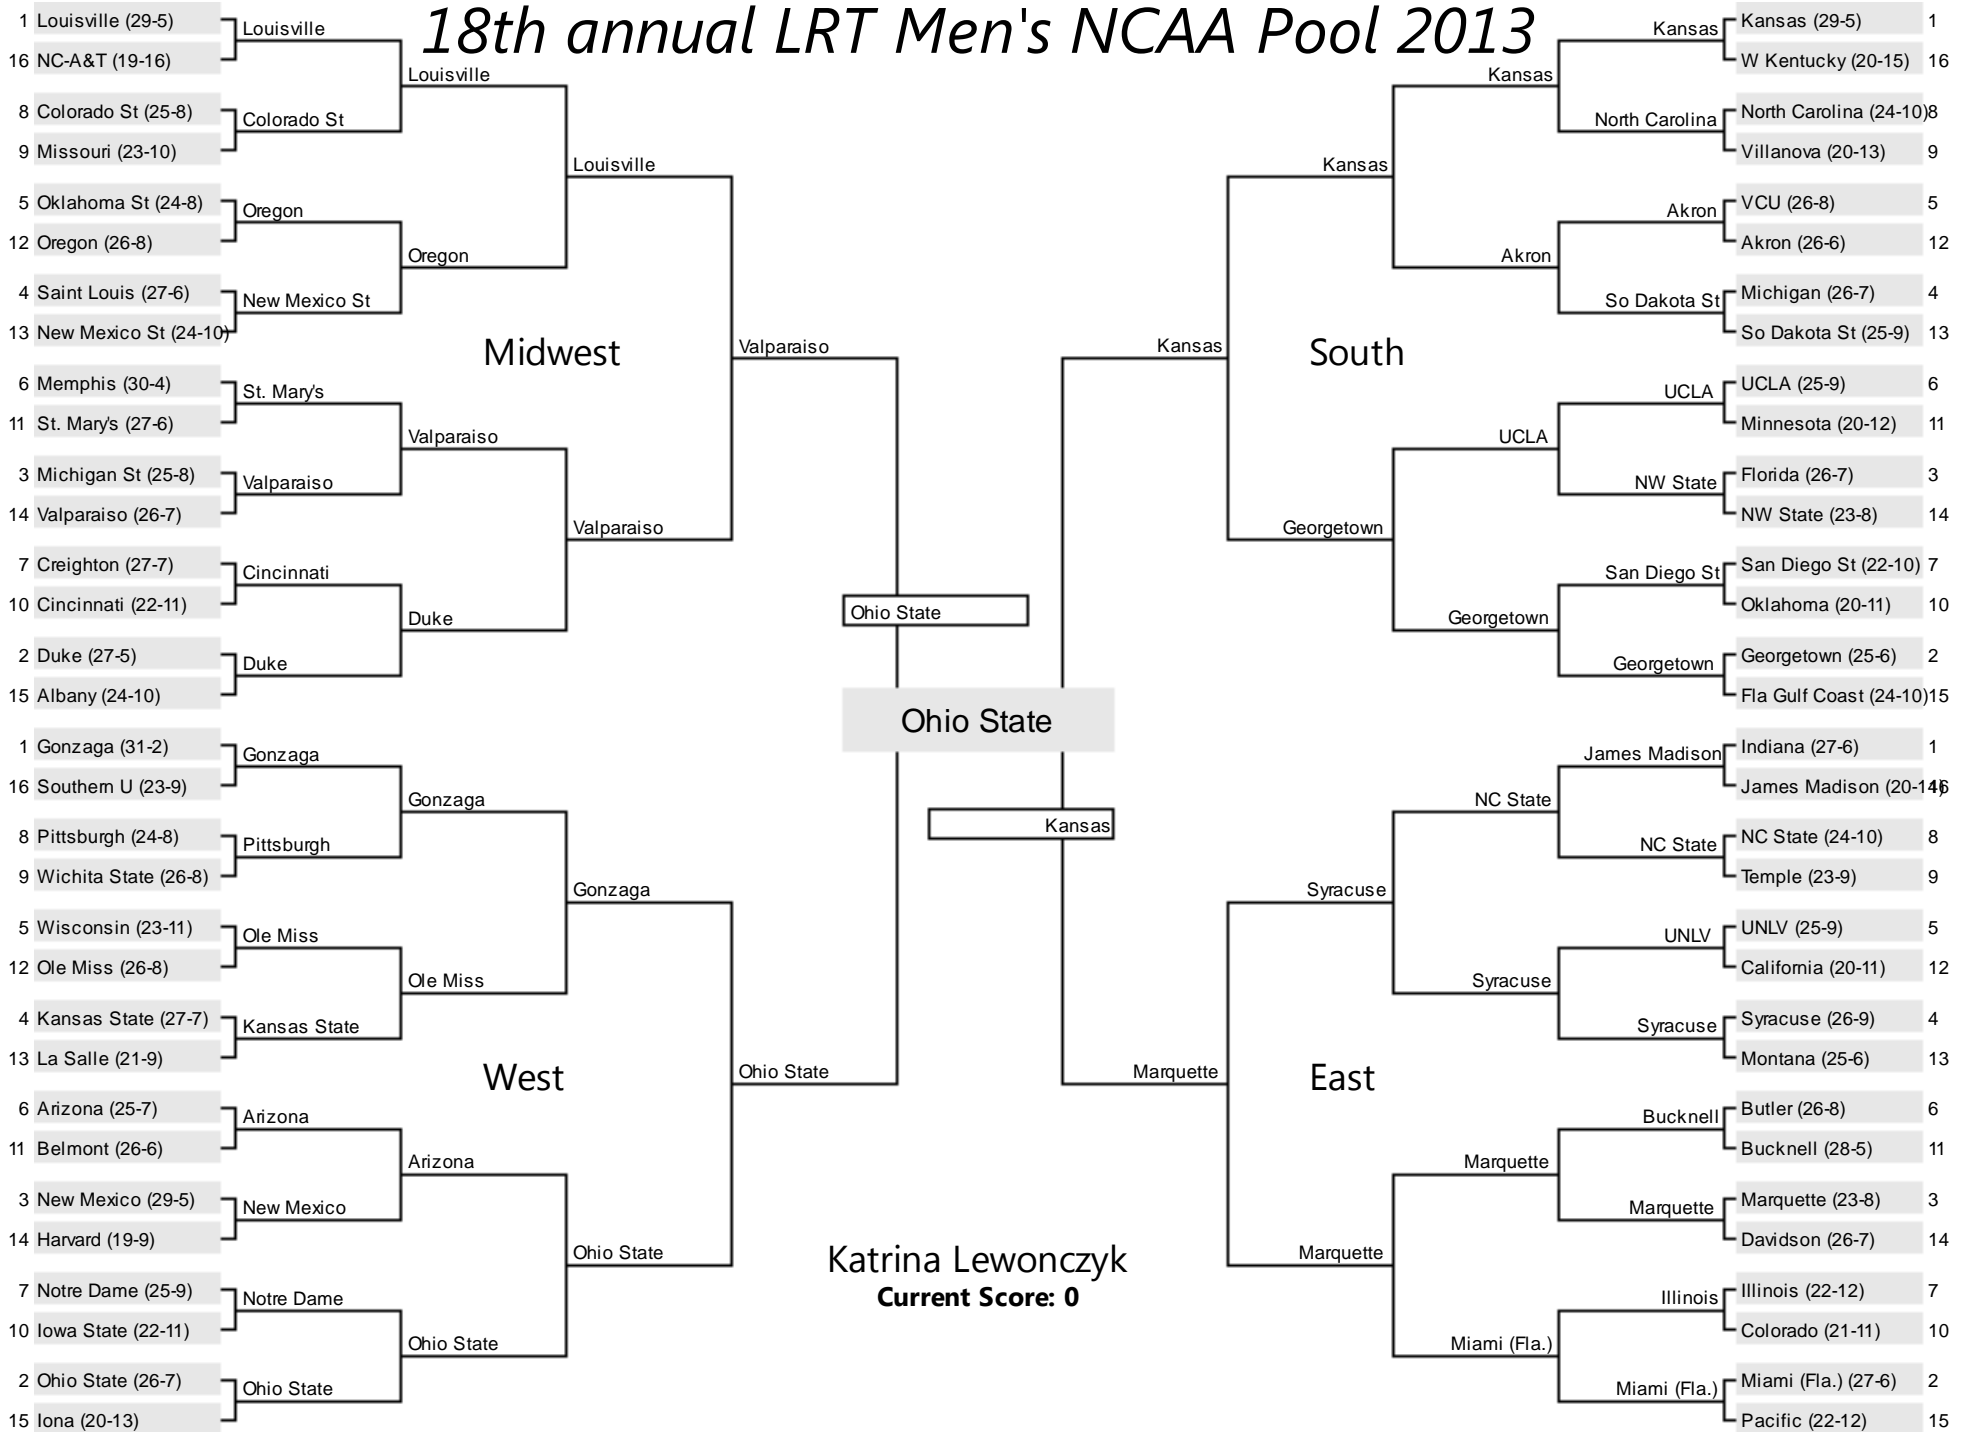 18th annual LRT Men's NCAA Pool 2013
1 Louisville (29-5)
16 NC-A&T (19-16)
8 Colorado St (25-8)
9 Missouri (23-10)
5 Oklahoma St (24-8)
12 Oregon (26-8)
4 Saint Louis (27-6)
13 New Mexico St (24-10)
6 Memphis (30-4)
11 St. Mary's (27-6)
3 Michigan St (25-8)
14 Valparaiso (26-7)
7 Creighton (27-7)
10 Cincinnati (22-11)
2 Duke (27-5)
15 Albany (24-10)
Louisville
Colorado St
Oregon
New Mexico St
St. Mary's
Valparaiso
Cincinnati
Duke
Louisville
Oregon
Valparaiso
Duke
Louisville
Valparaiso
Midwest
Valparaiso
1 Gonzaga (31-2)
16 Southern U (23-9)
8 Pittsburgh (24-8)
9 Wichita State (26-8)
5 Wisconsin (23-11)
12 Ole Miss (26-8)
4 Kansas State (27-7)
13 La Salle (21-9)
6 Arizona (25-7)
11 Belmont (26-6)
3 New Mexico (29-5)
14 Harvard (19-9)
7 Notre Dame (25-9)
10 Iowa State (22-11)
2 Ohio State (26-7)
15 Iona (20-13)
Gonzaga
Pittsburgh
Ole Miss
Kansas State
Arizona
New Mexico
Notre Dame
Ohio State
Gonzaga
Ole Miss
Arizona
Ohio State
Gonzaga
Ohio State
West
Ohio State
Ohio State
Ohio State
Kansas
Katrina Lewonczyk
Current Score: 0
Kansas (29-5) 1
W Kentucky (20-15) 16
North Carolina (24-10) 8
Villanova (20-13) 9
VCU (26-8) 5
Akron (26-6) 12
Michigan (26-7) 4
So Dakota St (25-9) 13
UCLA (25-9) 6
Minnesota (20-12) 11
Florida (26-7) 3
NW State (23-8) 14
San Diego St (22-10) 7
Oklahoma (20-11) 10
Georgetown (25-6) 2
Fla Gulf Coast (24-10) 15
Kansas
North Carolina
Akron
So Dakota St
UCLA
NW State
San Diego St
Georgetown
Kansas
Akron
UCLA
Georgetown
Kansas
Georgetown
South
Kansas
Indiana (27-6) 1
James Madison (20-14) 16
NC State (24-10) 8
Temple (23-9) 9
UNLV (25-9) 5
California (20-11) 12
Syracuse (26-9) 4
Montana (25-6) 13
Butler (26-8) 6
Bucknell (28-5) 11
Marquette (23-8) 3
Davidson (26-7) 14
Illinois (22-12) 7
Colorado (21-11) 10
Miami (Fla.) (27-6) 2
Pacific (22-12) 15
James Madison
NC State
UNLV
Syracuse
Bucknell
Marquette
Illinois
Miami (Fla.)
NC State
Syracuse
Marquette
Miami (Fla.)
Syracuse
Marquette
East
Marquette